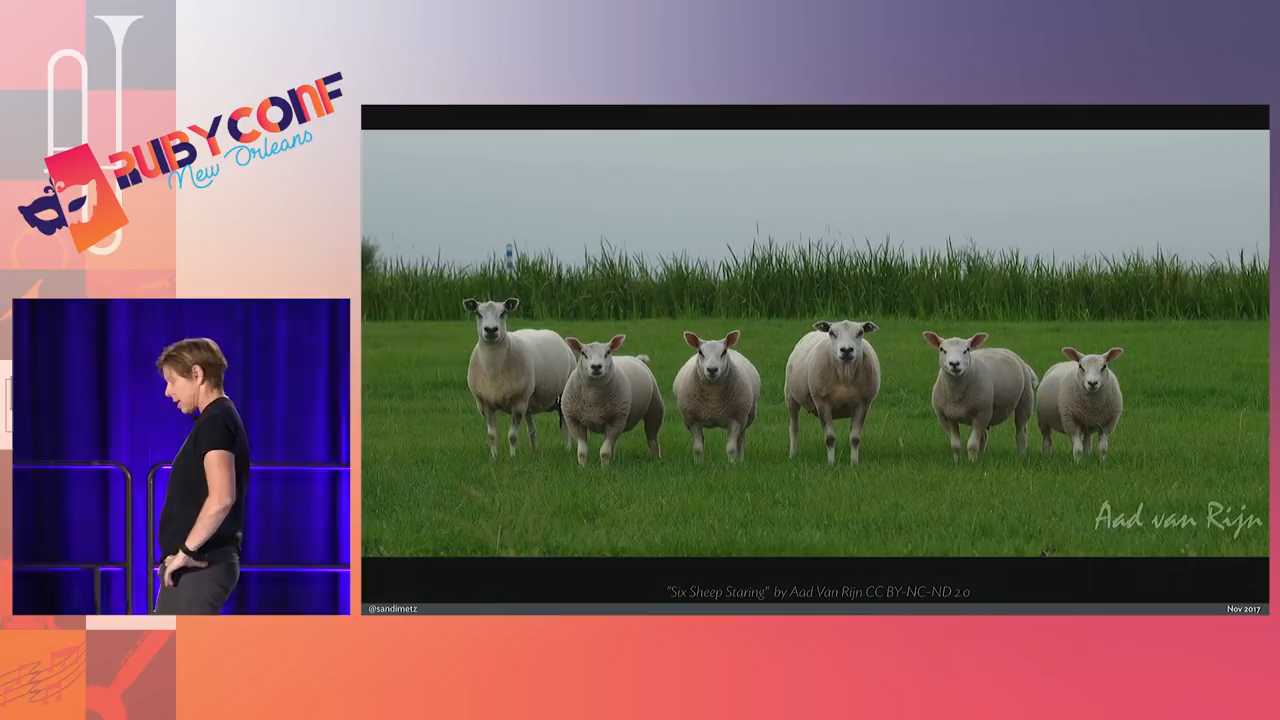 RUBYCONF
New Orleans
Aad van Rijn
"Six Sheep Staring" by Aad Van Rijn CC BY-NC-ND 2.0
@sandimetz
Nov 2017